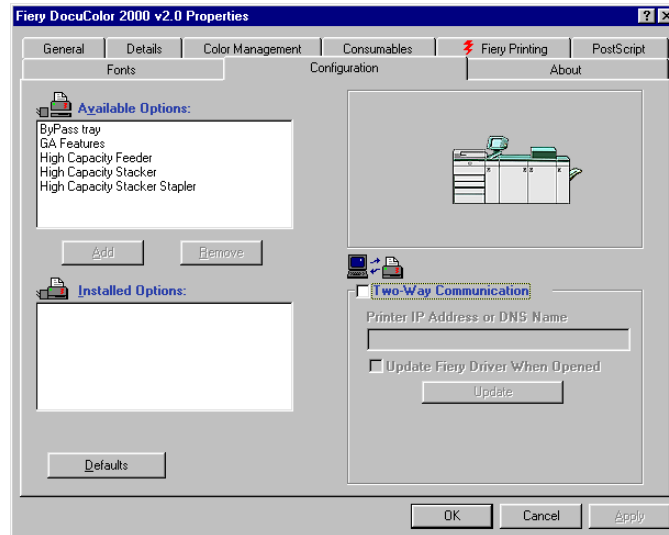 Fiery DocuColor 2000 v2.0 Properties
General
Details
Color Management
Consumables
Fiery Printing
PostScript
Fonts
Configuration
About
Available Options:
ByPass tray
GA Features
High Capacity Feeder
High Capacity Stacker
High Capacity Stacker Stapler
Add
Remove
Installed Options:
Defaults
Two-Way Communication
Printer IP Address or DNS Name
Update Fiery Driver When Opened
Update
OK
Cancel
Apply